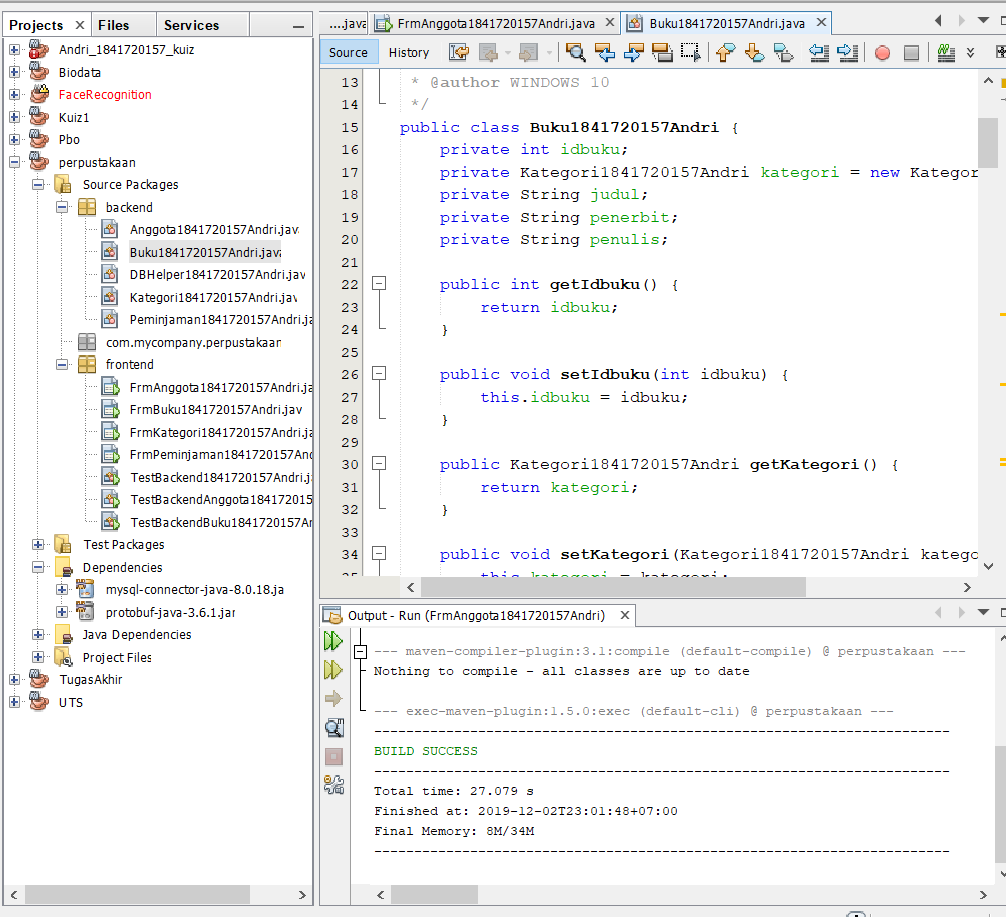 Projects
Files
Services
Andri_1841720157_kuiz
Biodata
FaceRecognition
Kuiz1
Pbo
perpustakaan
Source Packages
backend
Anggota1841720157Andri.jav
Buku1841720157Andri.java
DBHelper1841720157Andri.jav
Kategori1841720157Andri.jav
Peminjaman1841720157Andri.ja
com.mycompany.perpustakaan
frontend
FrmAnggota1841720157Andri.ja
FrmBuku1841720157Andri.jav
FrmKategori1841720157Andri.ja
FrmPeminjaman1841720157And
TestBackend1841720157Andri.j
TestBackendAnggota184172015
TestBackendBuku1841720157Ar
Test Packages
Dependencies
mysql-connector-java-8.0.18.ja
protobuf-java-3.6.1.jar
Java Dependencies
Project Files
TugasAkhir
UTS
....java
FrmAnggota1841720157Andri.java
Buku1841720157Andri.java
Source
History
13 * @author WINDOWS 10
14 */
15 public class Buku1841720157Andri {
16 private int idbuku;
17 private Kategori1841720157Andri kategori = new Kategor
18 private String judul;
19 private String penerbit;
20 private String penulis;
21
22 public int getIdbuku() {
23 return idbuku;
24 }
25
26 public void setIdbuku(int idbuku) {
27 this.idbuku = idbuku;
28 }
29
30 public Kategori1841720157Andri getKategori() {
31 return kategori;
32 }
33
34 public void setKategori(Kategori1841720157Andri katego
35 this.kategori = kategori;
Output - Run (FrmAnggota1841720157Andri)
--- maven-compiler-plugin:3.1:compile (default-compile) @ perpustakaan ---
Nothing to compile - all classes are up to date
--- exec-maven-plugin:1.5.0:exec (default-cli) @ perpustakaan ---
------------------------------------------------------------------------
BUILD SUCCESS
------------------------------------------------------------------------
Total time: 27.079 s
Finished at: 2019-12-02T23:01:48+07:00
Final Memory: 8M/34M
------------------------------------------------------------------------